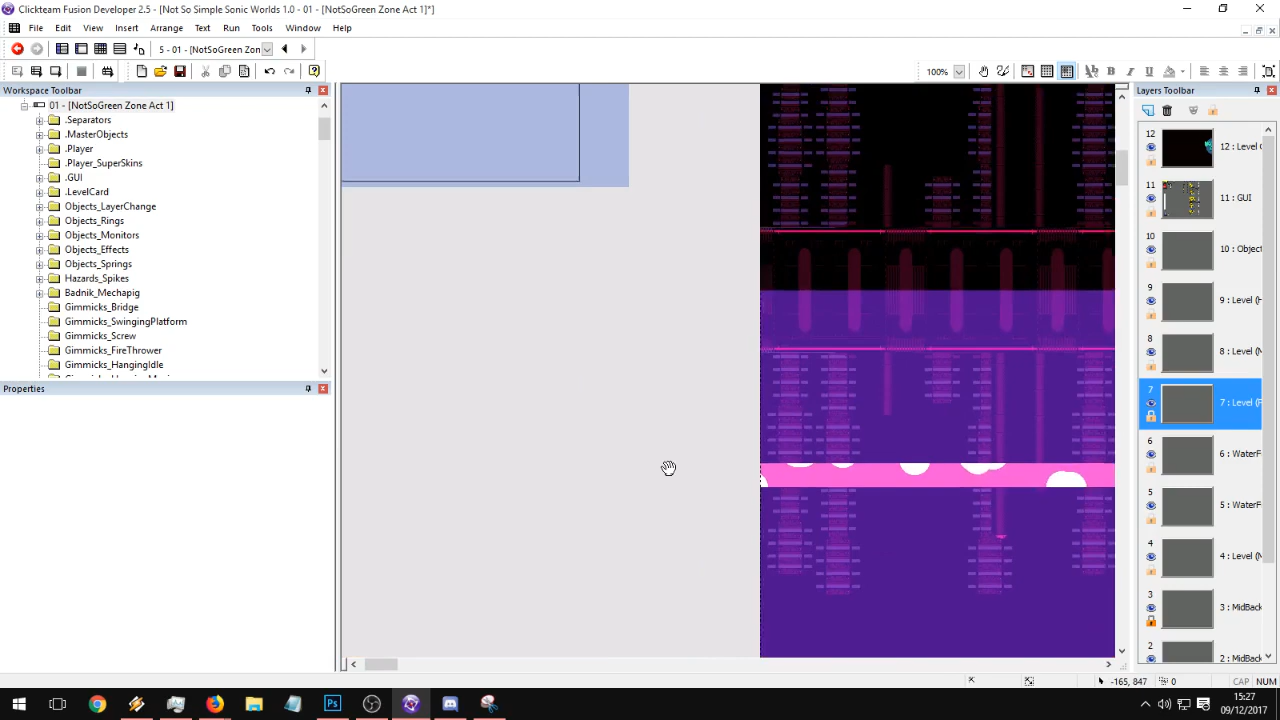 Clickteam Fusion Developer 2.5 - [Not So Simple Sonic Worlds 1.0 - 01 - [NotSoGreen Zone Act 1]*]
File Edit View Insert Arrange Text Run Tools Window Help
5 - 01 - [NotSoGreen Zon
100%
B I U
Workspace Toolbar
01 - [NotSoGreen Zone Act 1]
.Separators
.MasterObjects
.Player
.Player_SuperSkins
.GUI
.LevelCard
Objects_LayerChange
Objects_Rings
Objects_Monitors
Objects_Effects
Objects_Springs
Hazards_Spikes
Badnik_Mechapig
Gimmicks_Bridge
Gimmicks_SwingingPlatform
Gimmicks_Screw
Gimmicks_FireThrower
Properties
Layers Toolbar
12
12 : Level (
11
11 : GUI
10
10 : Object
9
9 : Level (H
8
8 : Level (H
7
7 : Level (F
6
6 : WaterF
5
5 : WaterF
4
4 : Level (M
3
3 : MidBack
2
2 : MidBack
-165, 847
0
CAP NUM
15:27
09/12/2017